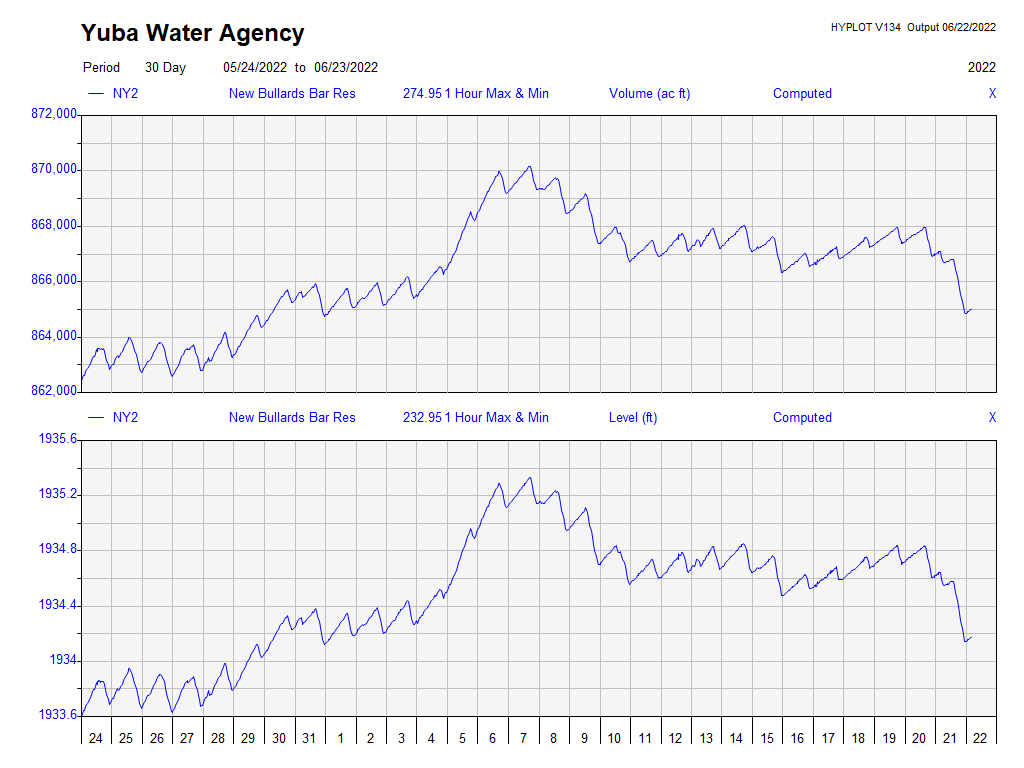 Yuba Water Agency
HYPLOT V134 Output 06/22/2022
Period 30 Day 05/24/2022 to 06/23/2022 2022
NY2 New Bullards Bar Res 274.95 1 Hour Max & Min Volume (ac ft) Computed X
872,000
870,000
868,000
866,000
864,000
862,000
NY2 New Bullards Bar Res 232.95 1 Hour Max & Min Level (ft) Computed X
1935.6
1935.2
1934.8
1934.4
1934
1933.6
24 25 26 27 28 29 30 31 1 2 3 4 5 6 7 8 9 10 11 12 13 14 15 16 17 18 19 20 21 22